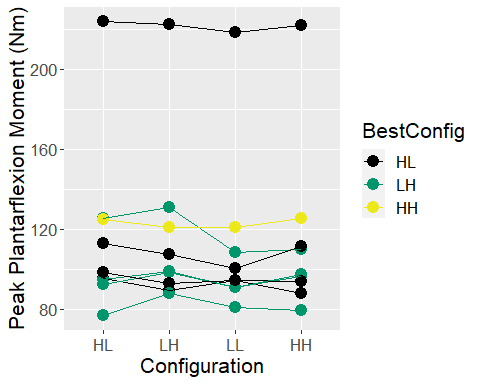 Peak Plantarflexion Moment (Nm)
200
160
120
80
HL LH LL HH
Configuration
BestConfig
HL
LH
HH